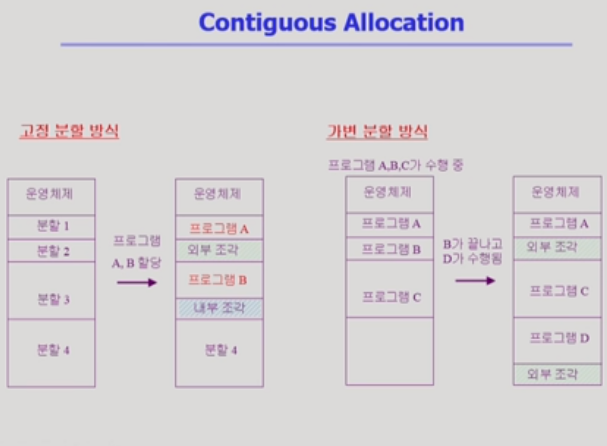 Contiguous Allocation
고정 분할 방식
운영체제
분할 1
분할 2
분할 3
분할 4
프로그램
A, B 할당
운영체제
프로그램 A
외부 조각
프로그램 B
내부 조각
분할 4
가변 분할 방식
프로그램 A,B,C가 수행 중
운영체제
프로그램 A
프로그램 B
프로그램 C
B가 끝나고
D가 수행됨
운영체제
프로그램 A
외부 조각
프로그램 C
프로그램 D
외부 조각